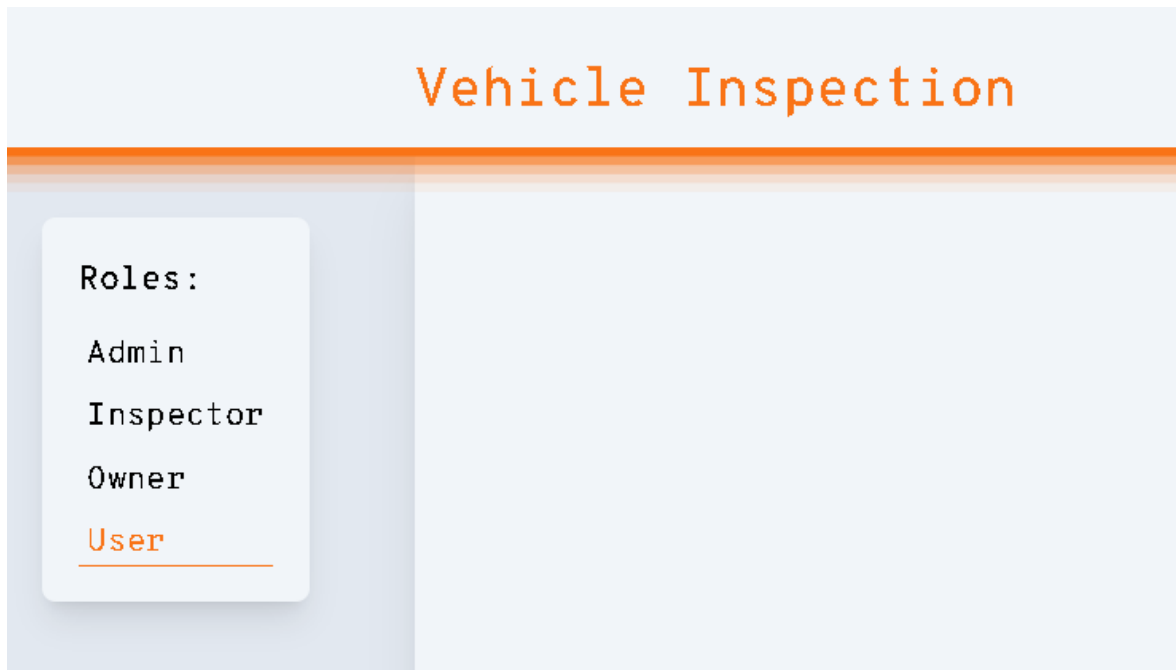 Vehicle Inspection
Roles:
Admin
Inspector
Owner
User